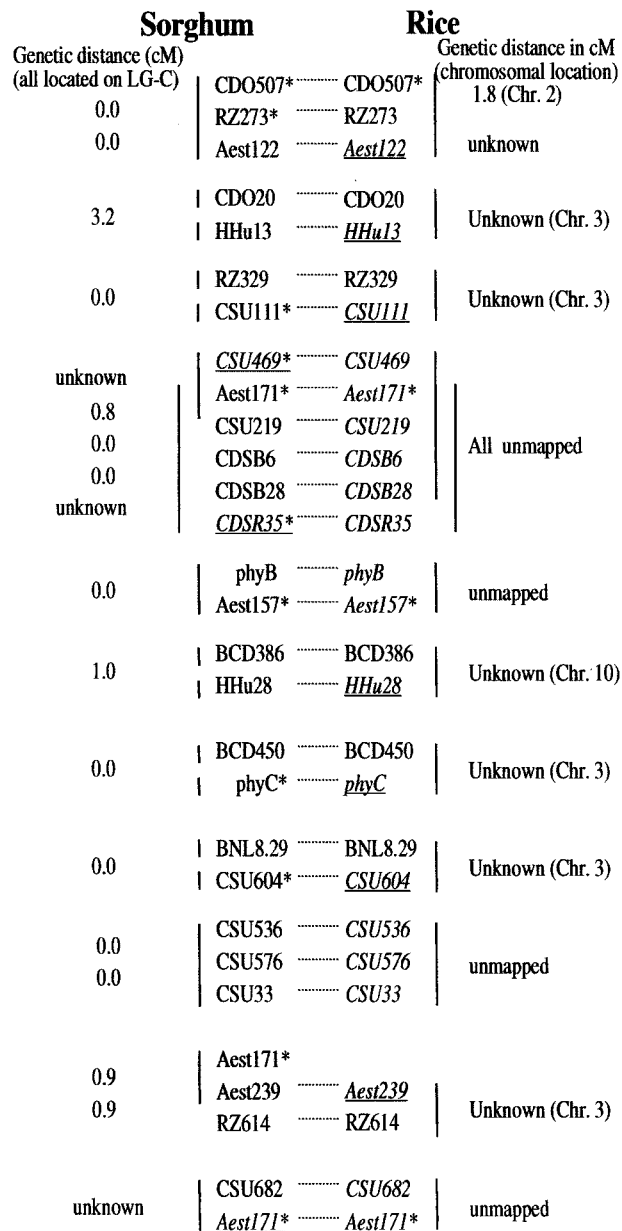 Sorghum Rice
Genetic distance (cM) Genetic distance in cM
(all located on LG-C) (chromosomal location)
CDO507* CDO507* 1.8 (Chr. 2)
0.0 RZ273* RZ273
0.0 Aest122 Aest122 unknown
CDO20 CDO20
3.2 HHu13 HHu13 Unknown (Chr. 3)
RZ329 RZ329
0.0 CSU111* CSU111 Unknown (Chr. 3)
CSU469* CSU469
unknown Aest171* Aest171*
0.8 CSU219 CSU219
0.0 CDSB6 CDSB6 All unmapped
0.0 CDSB28 CDSB28
unknown CDSR35* CDSR35
phyB phyB
0.0 Aest157* Aest157* unmapped
BCD386 BCD386
1.0 HHu28 HHu28 Unknown (Chr. 10)
BCD450 BCD450
0.0 phyC* phyC Unknown (Chr. 3)
BNL8.29 BNL8.29
0.0 CSU604* CSU604 Unknown (Chr. 3)
CSU536 CSU536
0.0 CSU576 CSU576 unmapped
0.0 CSU33 CSU33
Aest171*
0.9 Aest239 Aest239
0.9 RZ614 RZ614 Unknown (Chr. 3)
CSU682 CSU682
unknown Aest171* Aest171* unmapped